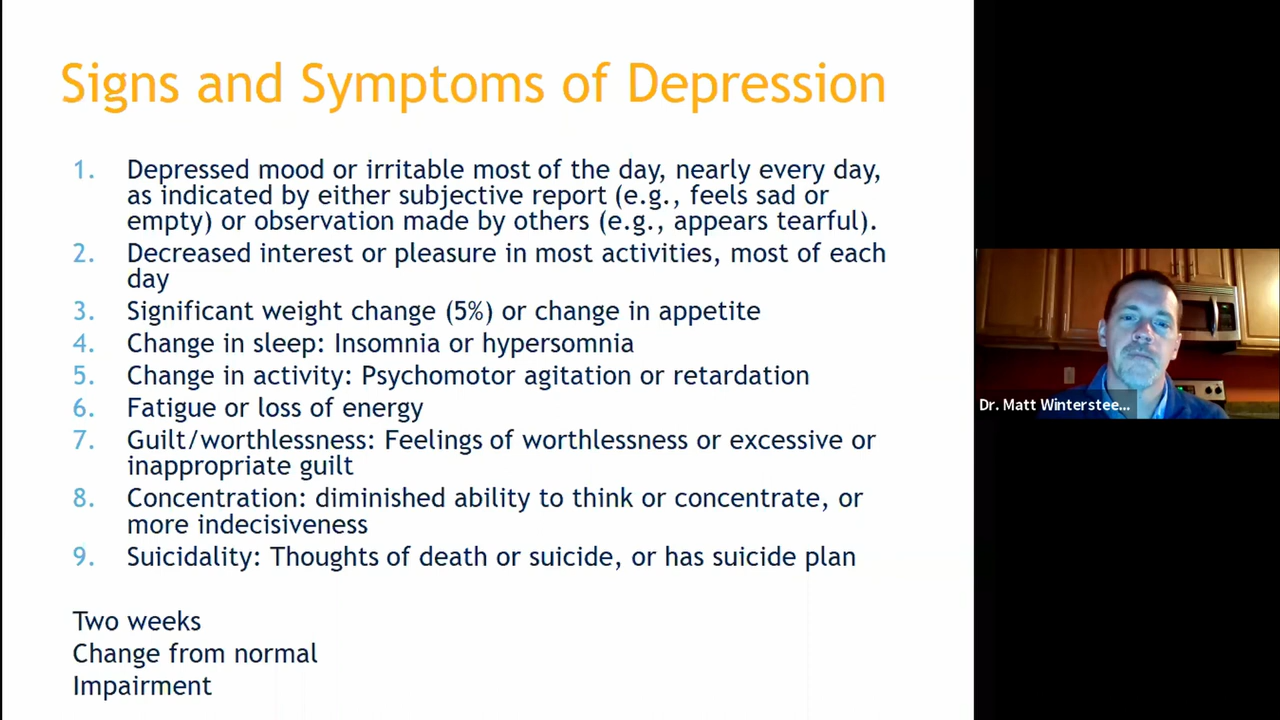 Signs and Symptoms of Depression
1. Depressed mood or irritable most of the day, nearly every day,
as indicated by either subjective report (e.g., feels sad or
empty) or observation made by others (e.g., appears tearful).
2. Decreased interest or pleasure in most activities, most of each
day
3. Significant weight change (5%) or change in appetite
4. Change in sleep: Insomnia or hypersomnia
5. Change in activity: Psychomotor agitation or retardation
6. Fatigue or loss of energy
7. Guilt/worthlessness: Feelings of worthlessness or excessive or
inappropriate guilt
8. Concentration: diminished ability to think or concentrate, or
more indecisiveness
9. Suicidality: Thoughts of death or suicide, or has suicide plan
Two weeks
Change from normal
Impairment
Dr. Matt Winterstee...